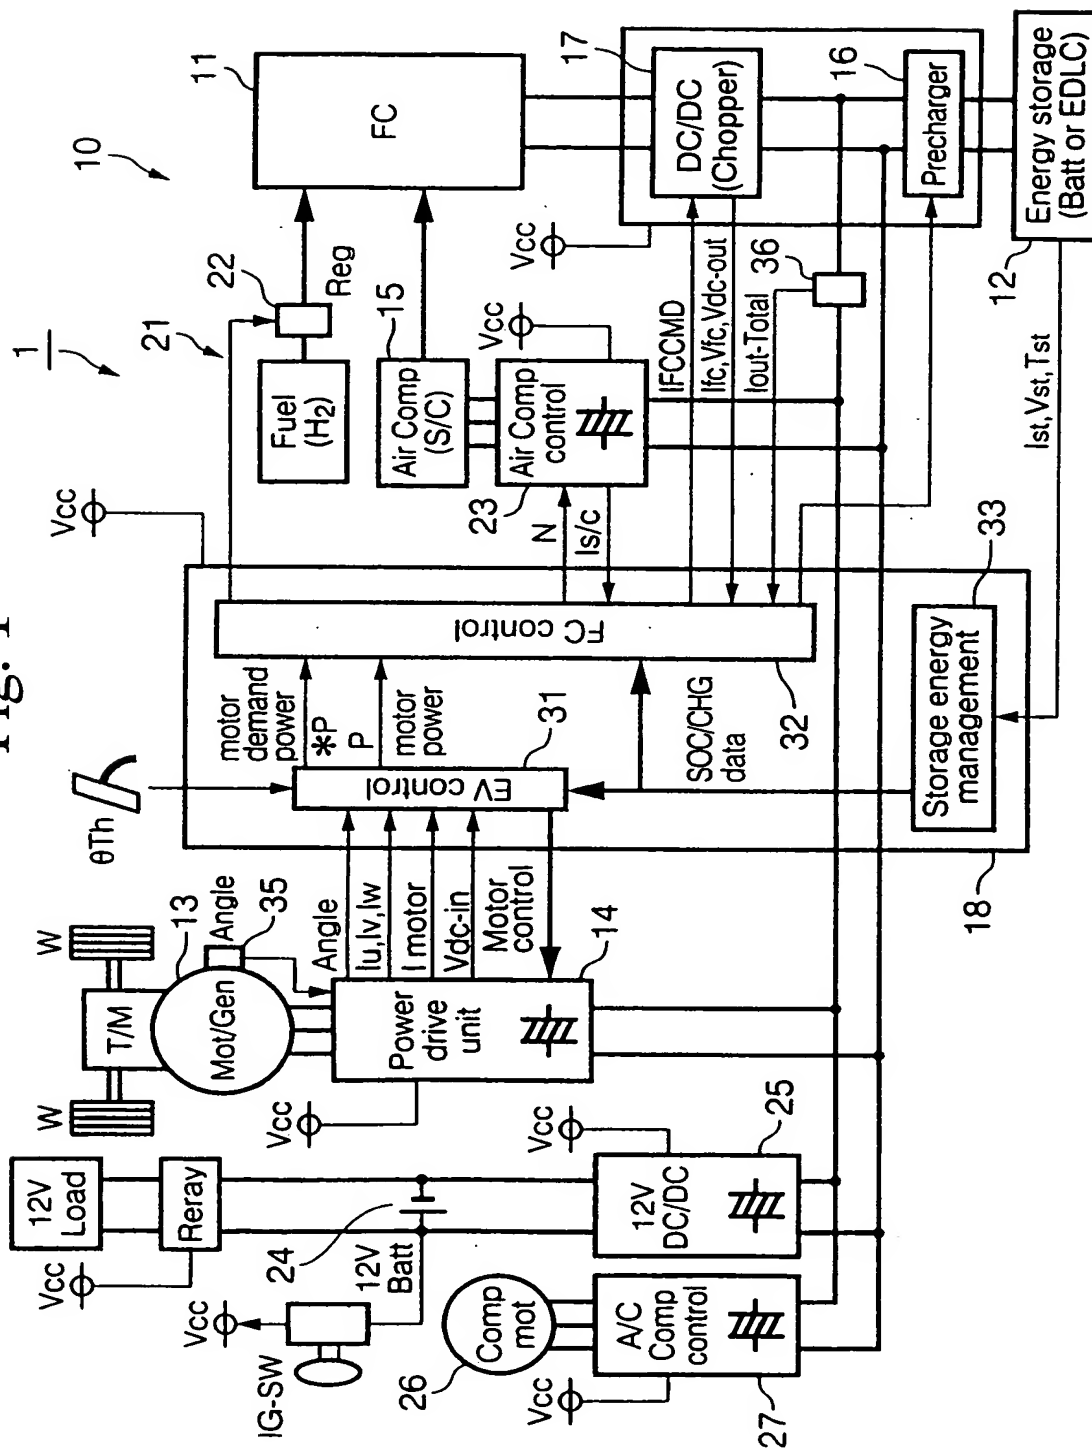 Fig. 1
1
10
11
FC
21
22
Reg
Fuel
(H2)
15
Air Comp
(S/C)
Vcc
Air Comp
control
23
N
Is/c
Vcc
17
DC/DC
(Chopper)
16
Precharger
Energy storage
(Batt or EDLC)
12
36
IFCCMD
Ifc,Vfc,Vdc-out
Iout-Total
Ist,Vst,Tst
Vcc
FC control
32
33
Storage energy
management
18
motor
demand
power
*P
P
motor
power
31
EV control
SOC/CHG
data
θTh
W
W
T/M
13
Mot/Gen
Angle
35
Angle
Iu,Iv,Iw
I motor
Vdc-in
Motor
control
14
Power
drive
unit
Vcc
12V
Load
Reray
Vcc
24
12V
Batt
Vcc
IG-SW
Vcc
25
12V
DC/DC
Comp
mot
26
A/C
Comp
control
Vcc
27